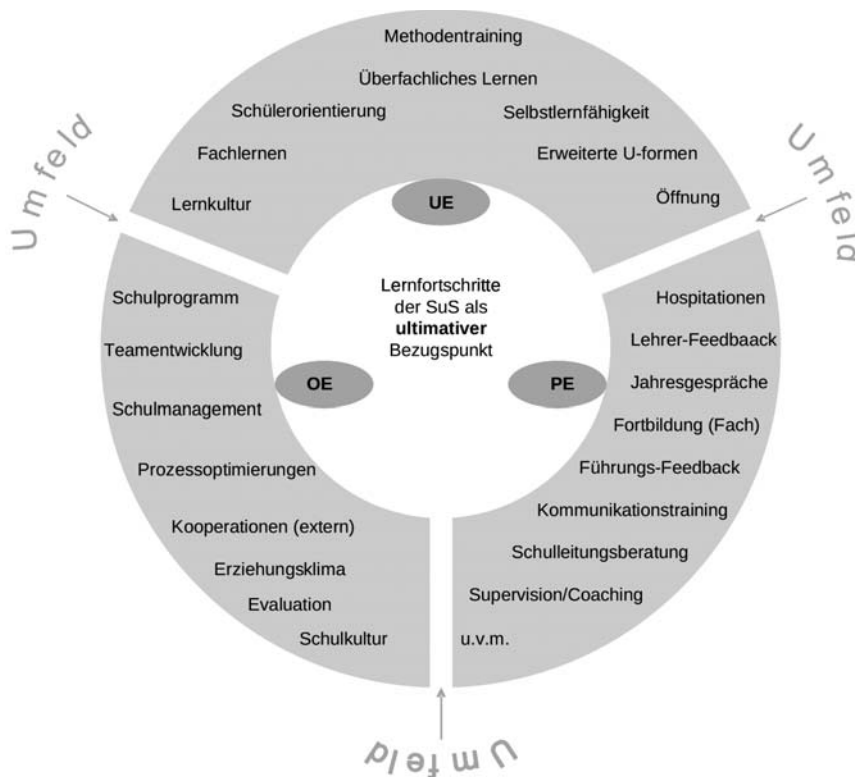 Methodentraining
Überfachliches Lernen
Schülerorientierung
Selbstlernfähigkeit
Fachlernen
Erweiterte U-formen
Lernkultur
Öffnung
UE
Umfeld
Umfeld
Lernfortschritte
der SuS als
ultimativer
Bezugspunkt
OE
PE
Schulprogramm
Teamentwicklung
Schulmanagement
Prozessoptimierungen
Kooperationen (extern)
Erziehungsklima
Evaluation
Schulkultur
Hospitationen
Lehrer-Feedbaack
Jahresgespräche
Fortbildung (Fach)
Führungs-Feedback
Kommunikationstraining
Schulleitungsberatung
Supervision/Coaching
u.v.m.
Umfeld